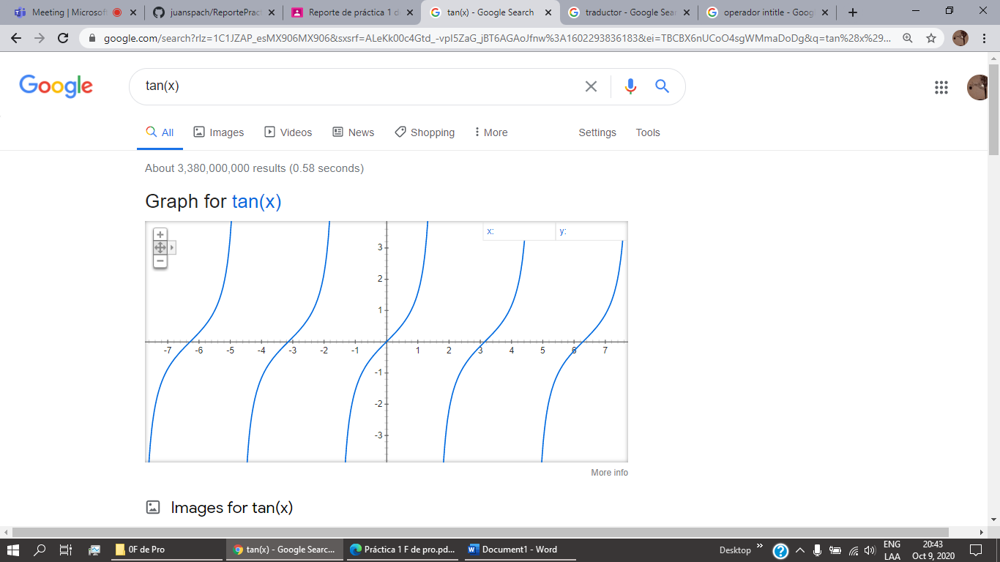 Meeting | Microsoft
juanspach/ReportePract
Reporte de práctica 1 d
tan(x) - Google Search
traductor - Google Sear
operador intitle - Goog
google.com/search?rlz=1C1JZAP_esMX906MX906&sxsrf=ALeKk00c4Gtd_-vpI5ZaG_jBT6AGAoJfnw%3A1602293836183&ei=TBCBX6nUCoO4sgWMmaDoDg&q=tan%28x%29...
Google
tan(x)
All
Images
Videos
News
Shopping
More
Settings
Tools
About 3,380,000,000 results (0.58 seconds)
Graph for tan(x)
x:
y:
3
2
1
-7 -6 -5 -4 -3 -2 -1 1 2 3 4 5 6 7
-1
-2
-3
More info
Images for tan(x)
0F de Pro
tan(x) - Google Searc...
Práctica 1 F de pro.pd...
Document1 - Word
Desktop
ENG
LAA
20:43
Oct 9, 2020